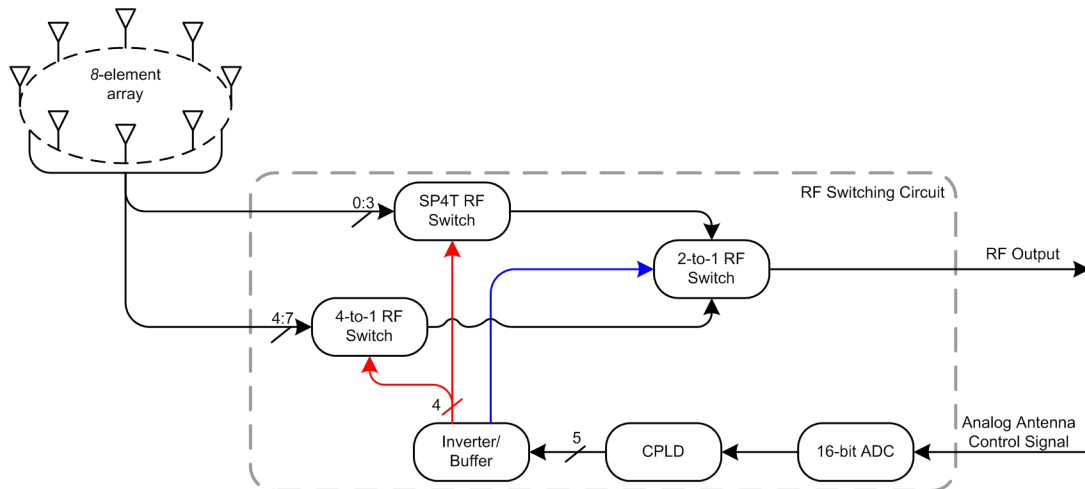 8-element
array
RF Switching Circuit
0:3
SP4T RF
Switch
2-to-1 RF
Switch
RF Output
4:7
4-to-1 RF
Switch
4
Inverter/
Buffer
5
CPLD
16-bit ADC
Analog Antenna
Control Signal